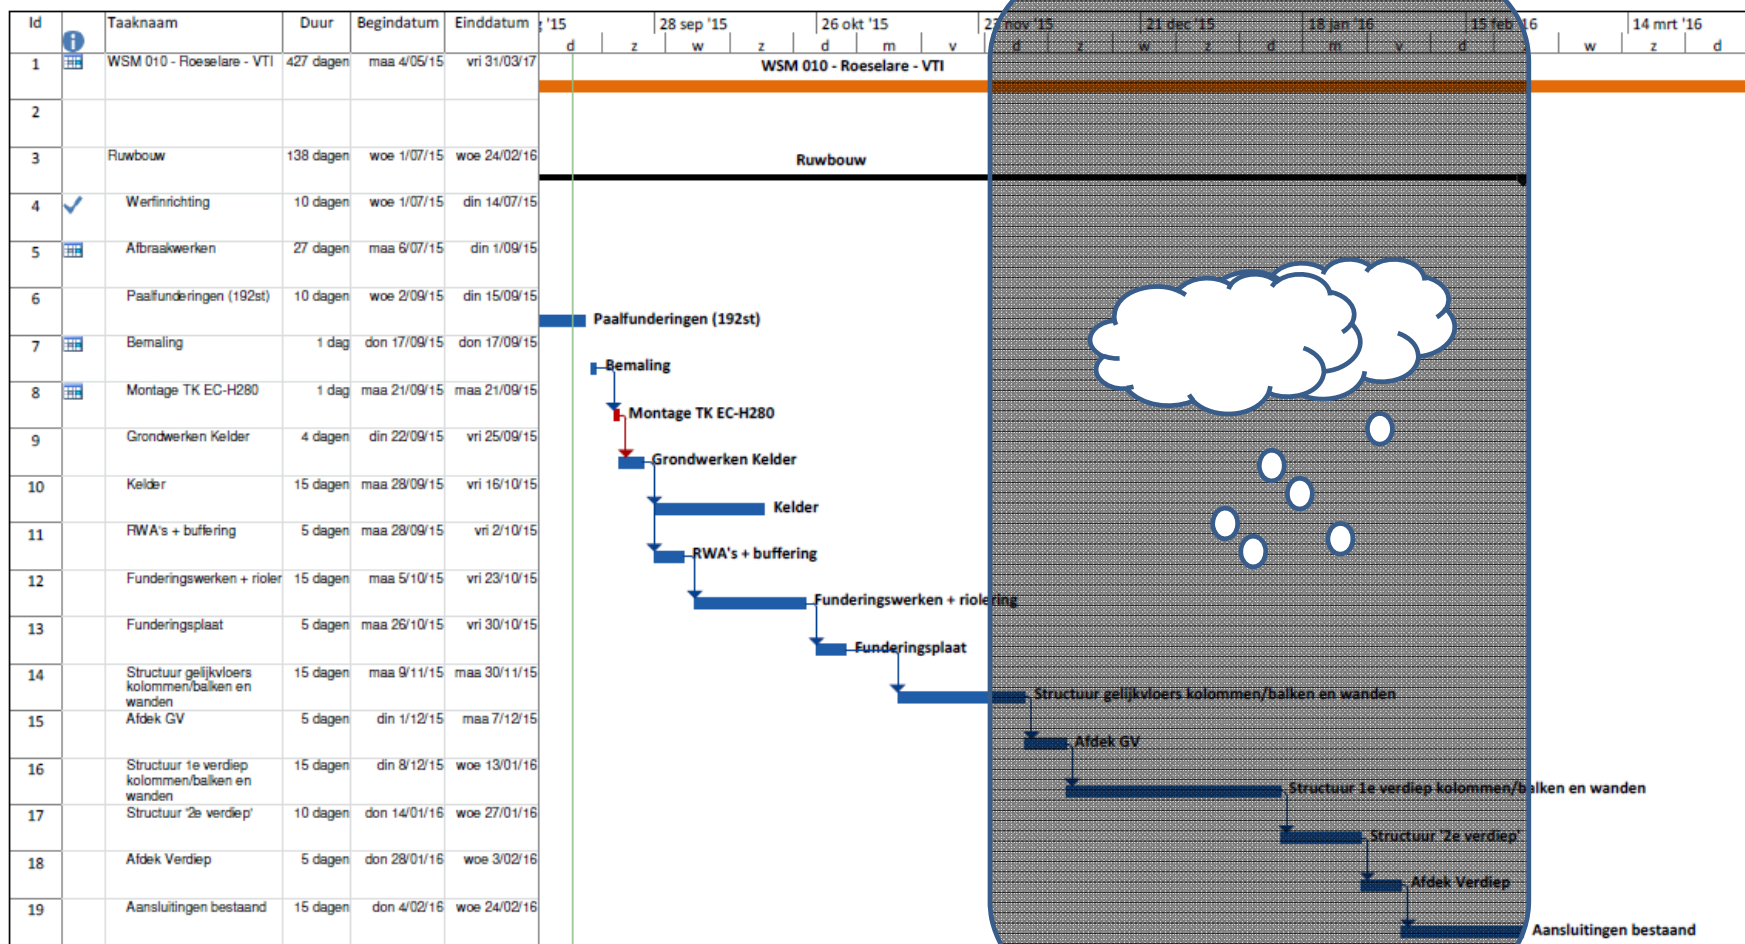 Id Taaknaam Duur Begindatum Einddatum '15 28 sep '15 26 okt '15 23 nov '15 21 dec '15 18 jan '16 15 feb '16 14 mrt '16
d z w z d m v d z w z d m v d w z d
1 WSM 010 - Roeselare - VTI 427 dagen maa 4/05/15 vri 31/03/17 WSM 010 - Roeselare - VTI
2
3 Ruwbouw 138 dagen woe 1/07/15 woe 24/02/16 Ruwbouw
4 Werfinrichting 10 dagen woe 1/07/15 din 14/07/15
5 Afbraakwerken 27 dagen maa 6/07/15 din 1/09/15
6 Paalfunderingen (192st) 10 dagen woe 2/09/15 din 15/09/15 Paalfunderingen (192st)
7 Bemaling 1 dag don 17/09/15 don 17/09/15 Bemaling
8 Montage TK EC-H280 1 dag maa 21/09/15 maa 21/09/15 Montage TK EC-H280
9 Grondwerken Kelder 4 dagen din 22/09/15 vri 25/09/15 Grondwerken Kelder
10 Kelder 15 dagen maa 28/09/15 vri 16/10/15 Kelder
11 RWA's + buffering 5 dagen maa 28/09/15 vri 2/10/15 RWA's + buffering
12 Funderingswerken + rioler 15 dagen maa 5/10/15 vri 23/10/15 Funderingswerken + riolering
13 Funderingsplaat 5 dagen maa 26/10/15 vri 30/10/15 Funderingsplaat
14 Structuur gelijkvloers 15 dagen maa 9/11/15 maa 30/11/15 Structuur gelijkvloers kolommen/balken en wanden
kolommen/balken en
wanden
15 Afdek GV 5 dagen din 1/12/15 maa 7/12/15 Afdek GV
16 Structuur 1e verdiep 15 dagen din 8/12/15 woe 13/01/16 Structuur 1e verdiep kolommen/balken en wanden
kolommen/balken en
wanden
17 Structuur '2e verdiep' 10 dagen don 14/01/16 woe 27/01/16 Structuur '2e verdiep'
18 Afdek Verdiep 5 dagen don 28/01/16 woe 3/02/16 Afdek Verdiep
19 Aansluitingen bestaand 15 dagen don 4/02/16 woe 24/02/16 Aansluitingen bestaand